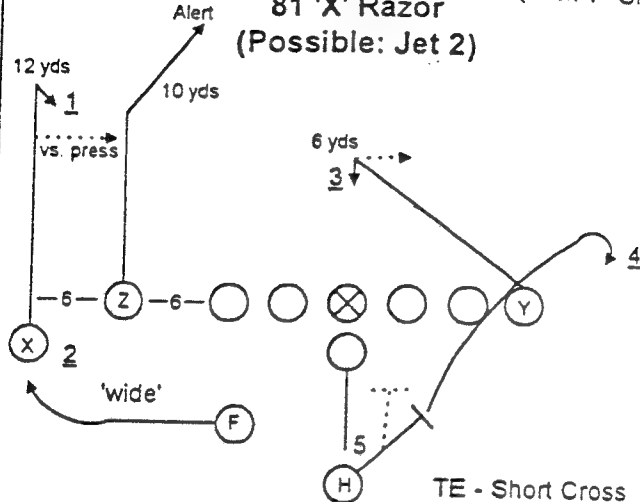 81 'X' Razor
(Possible: Jet 2)
Alert
12 yds
1
10 yds
vs. press
6 yds
3
4
6
Z
6
Y
X
2
'wide'
F
5
H
TE - Short Cross